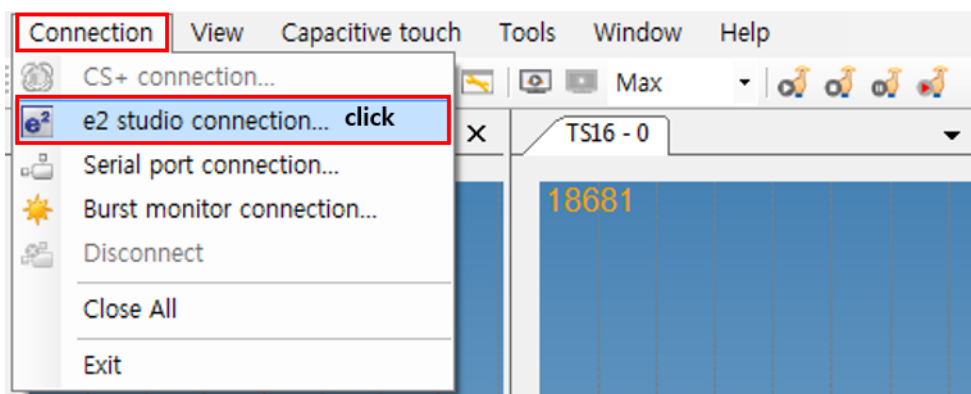 Connection View Capacitive touch Tools Window Help
CS+ connection...
Max
e² e2 studio connection... click
TS16 - 0
Serial port connection...
18681
Burst monitor connection...
Disconnect
Close All
Exit